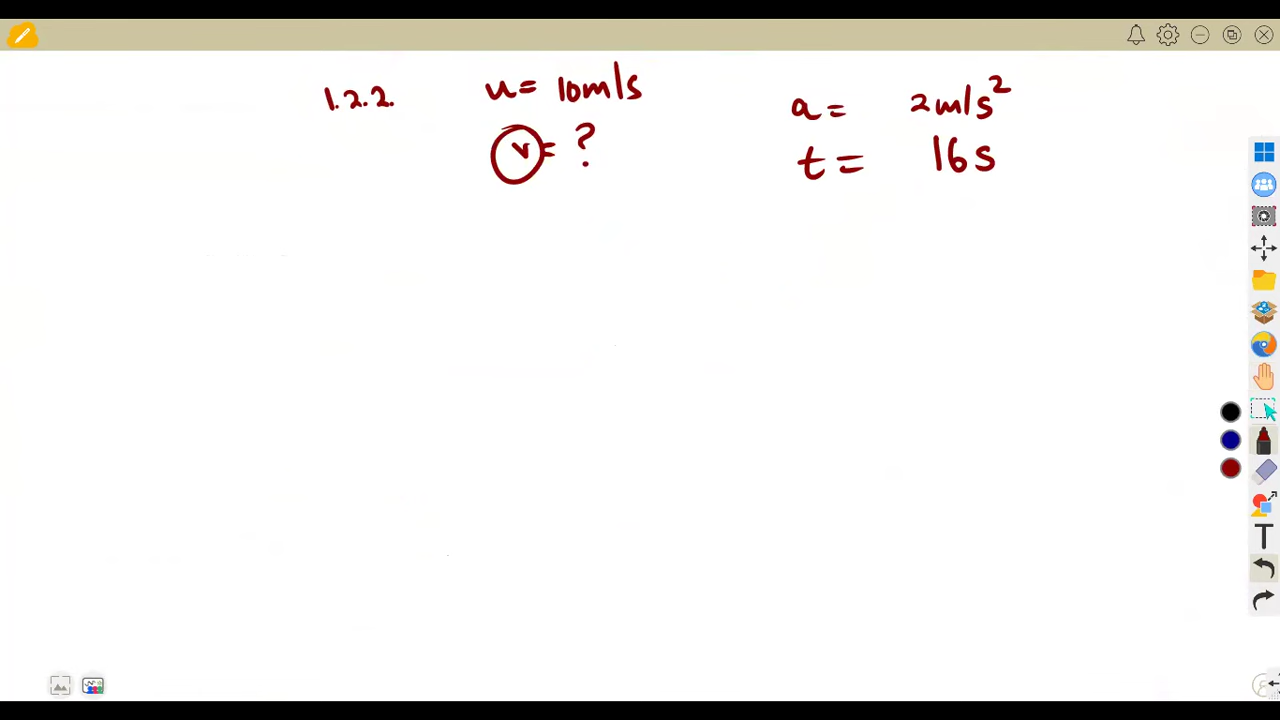 1.2.2. u= 10m/s a= 2m/s²
v= ? t= 16s
T